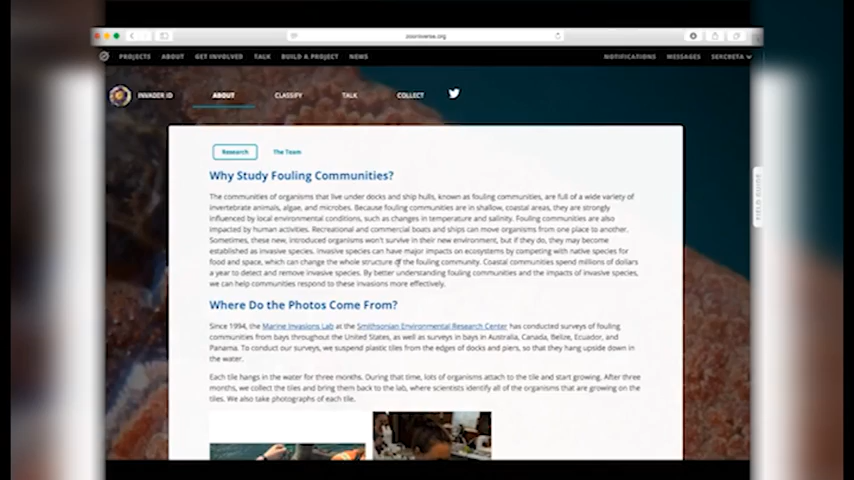 zooniverse.org
PROJECTS ABOUT GET INVOLVED TALK BUILD A PROJECT NEWS NOTIFICATIONS MESSAGES SERCBETA
INVADER ID ABOUT CLASSIFY TALK COLLECT
FIELD GUIDE
Research The Team
Why Study Fouling Communities?
The communities of organisms that live under docks and ship hulls, known as fouling communities, are full of a wide variety of
invertebrate animals, algae, and microbes. Because fouling communities are in shallow, coastal areas, they are strongly
influenced by local environmental conditions, such as changes in temperature and salinity. Fouling communities are also
impacted by human activities. Recreational and commercial boats and ships can move organisms from one place to another.
Sometimes, these new, introduced organisms won't survive in their new environment, but if they do, they may become
established as invasive species. Invasive species can have major impacts on ecosystems by competing with native species for
food and space, which can change the whole structure of the fouling community. Coastal communities spend millions of dollars
a year to detect and remove invasive species. By better understanding fouling communities and the impacts of invasive species,
we can help communities respond to these invasions more effectively.
Where Do the Photos Come From?
Since 1994, the Marine Invasions Lab at the Smithsonian Environmental Research Center has conducted surveys of fouling
communities from bays throughout the United States, as well as surveys in bays in Australia, Canada, Belize, Ecuador, and
Panama. To conduct our surveys, we suspend plastic tiles from the edges of docks and piers, so that they hang upside down in
the water.
Each tile hangs in the water for three months. During that time, lots of organisms attach to the tile and start growing. After three
months, we collect the tiles and bring them back to the lab, where scientists identify all of the organisms that are growing on the
tiles. We also take photographs of each tile.